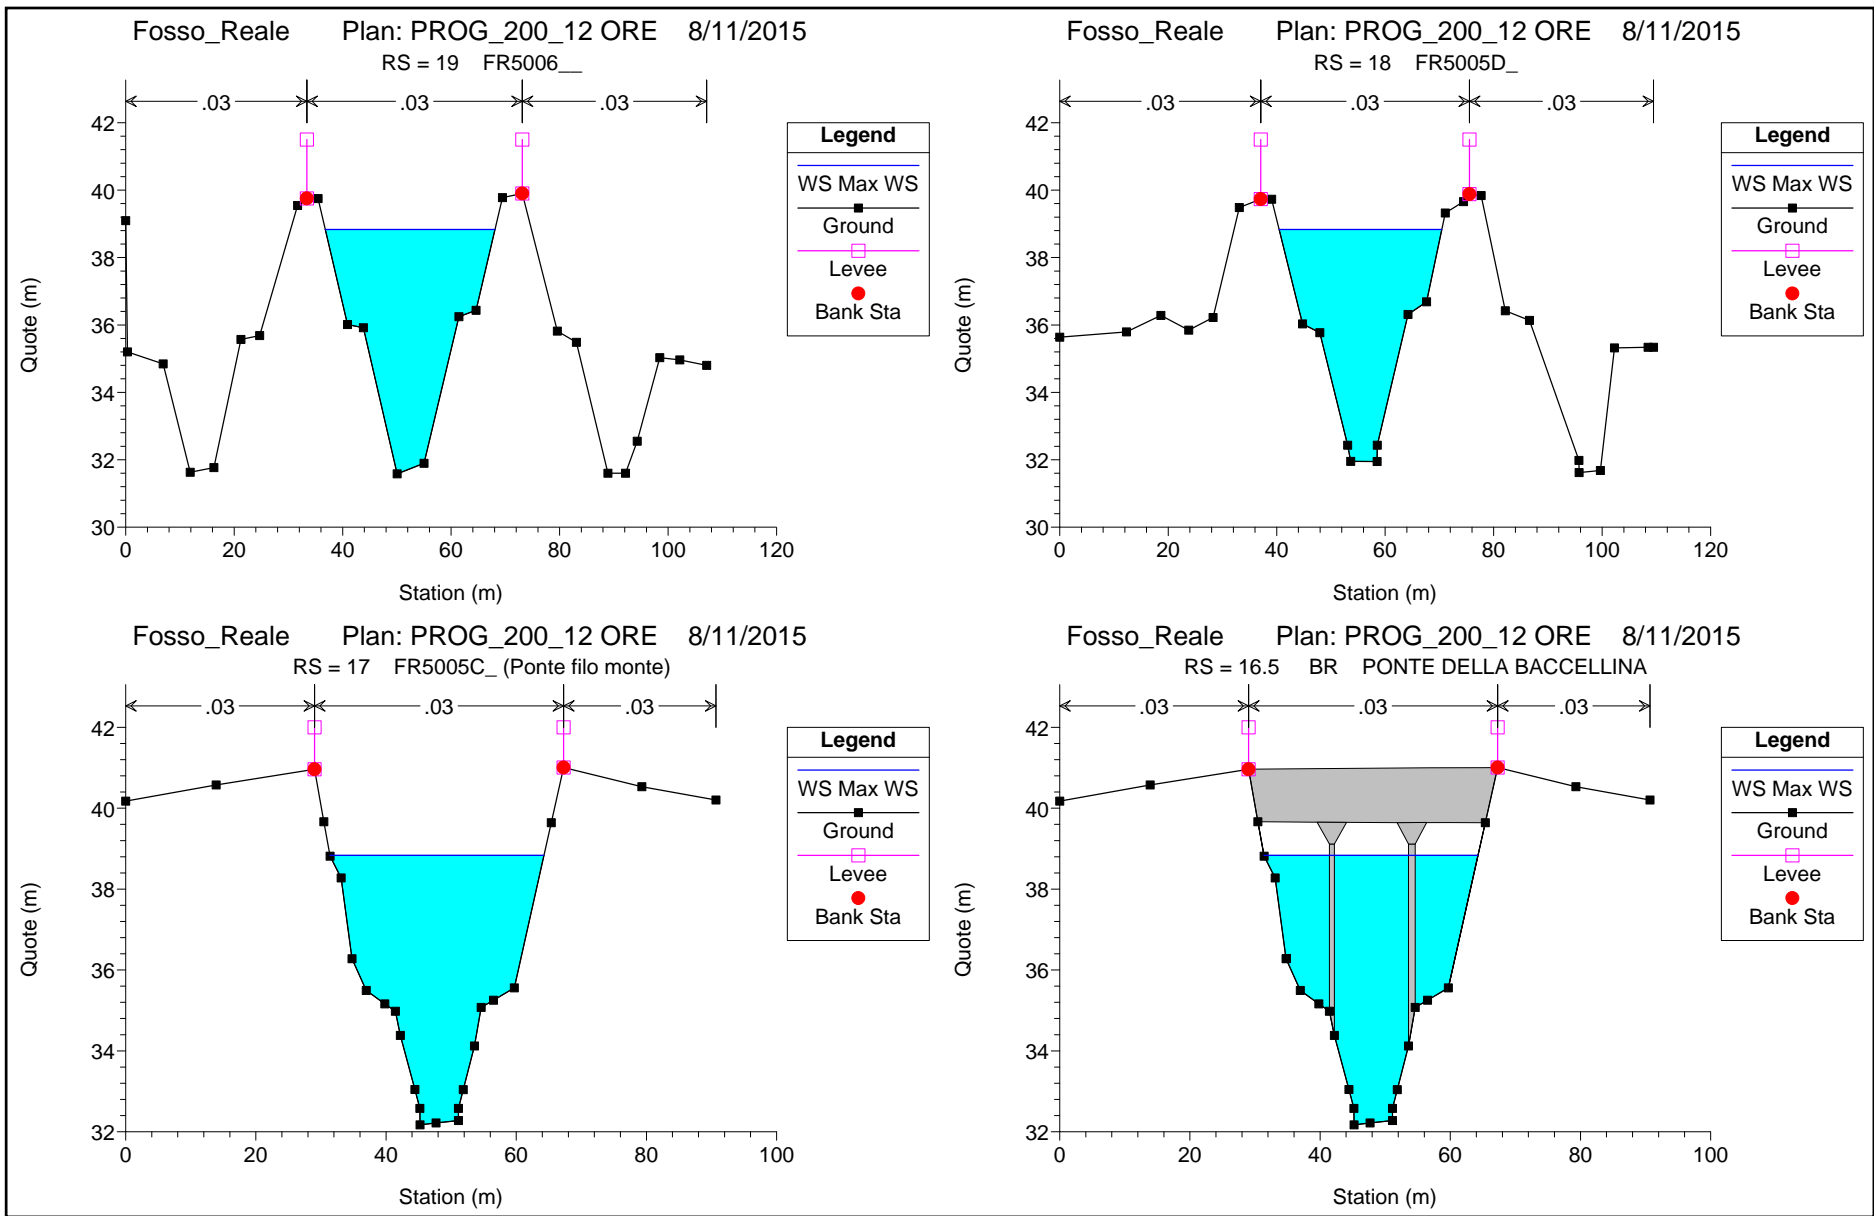 Fosso_Reale Plan: PROG_200_12 ORE 8/11/2015
RS = 19 FR5006__
.03 .03 .03
42
40
38
36
34
32
30
0 20 40 60 80 100 120
Quote (m)
Station (m)
Legend
WS Max WS
Ground
Levee
Bank Sta
Fosso_Reale Plan: PROG_200_12 ORE 8/11/2015
RS = 18 FR5005D_
.03 .03 .03
42
40
38
36
34
32
30
0 20 40 60 80 100 120
Quote (m)
Station (m)
Legend
WS Max WS
Ground
Levee
Bank Sta
Fosso_Reale Plan: PROG_200_12 ORE 8/11/2015
RS = 17 FR5005C_ (Ponte filo monte)
.03 .03 .03
42
40
38
36
34
32
0 20 40 60 80 100
Quote (m)
Station (m)
Legend
WS Max WS
Ground
Levee
Bank Sta
Fosso_Reale Plan: PROG_200_12 ORE 8/11/2015
RS = 16.5 BR PONTE DELLA BACCELLINA
.03 .03 .03
42
40
38
36
34
32
0 20 40 60 80 100
Quote (m)
Station (m)
Legend
WS Max WS
Ground
Levee
Bank Sta